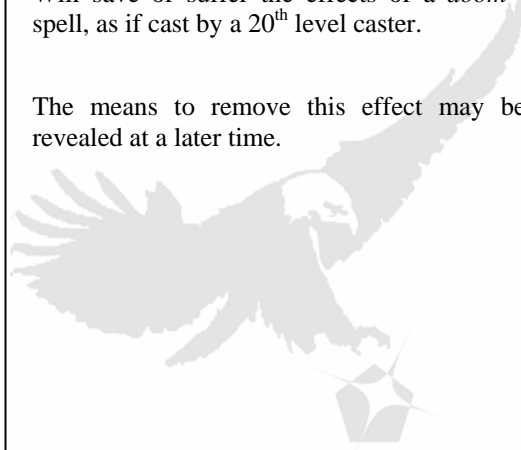 Will save or suffer the effects of a doom
spell, as if cast by a 20th level caster.
The means to remove this effect may be
revealed at a later time.